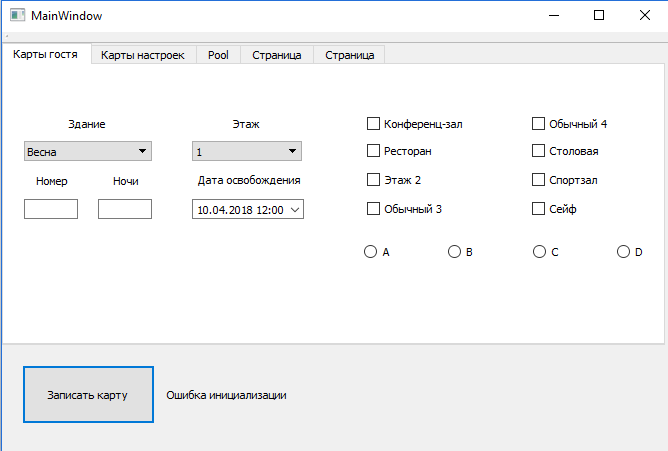 MainWindow
Карты гостя Карты настроек Pool Страница Страница
Здание Этаж Конференц-зал Обычный 4
Весна 1 Ресторан Столовая
Номер Ночи Дата освобождения Этаж 2 Спортзал
10.04.2018 12:00 Обычный 3 Сейф
A B C D
Записать карту Ошибка инициализации